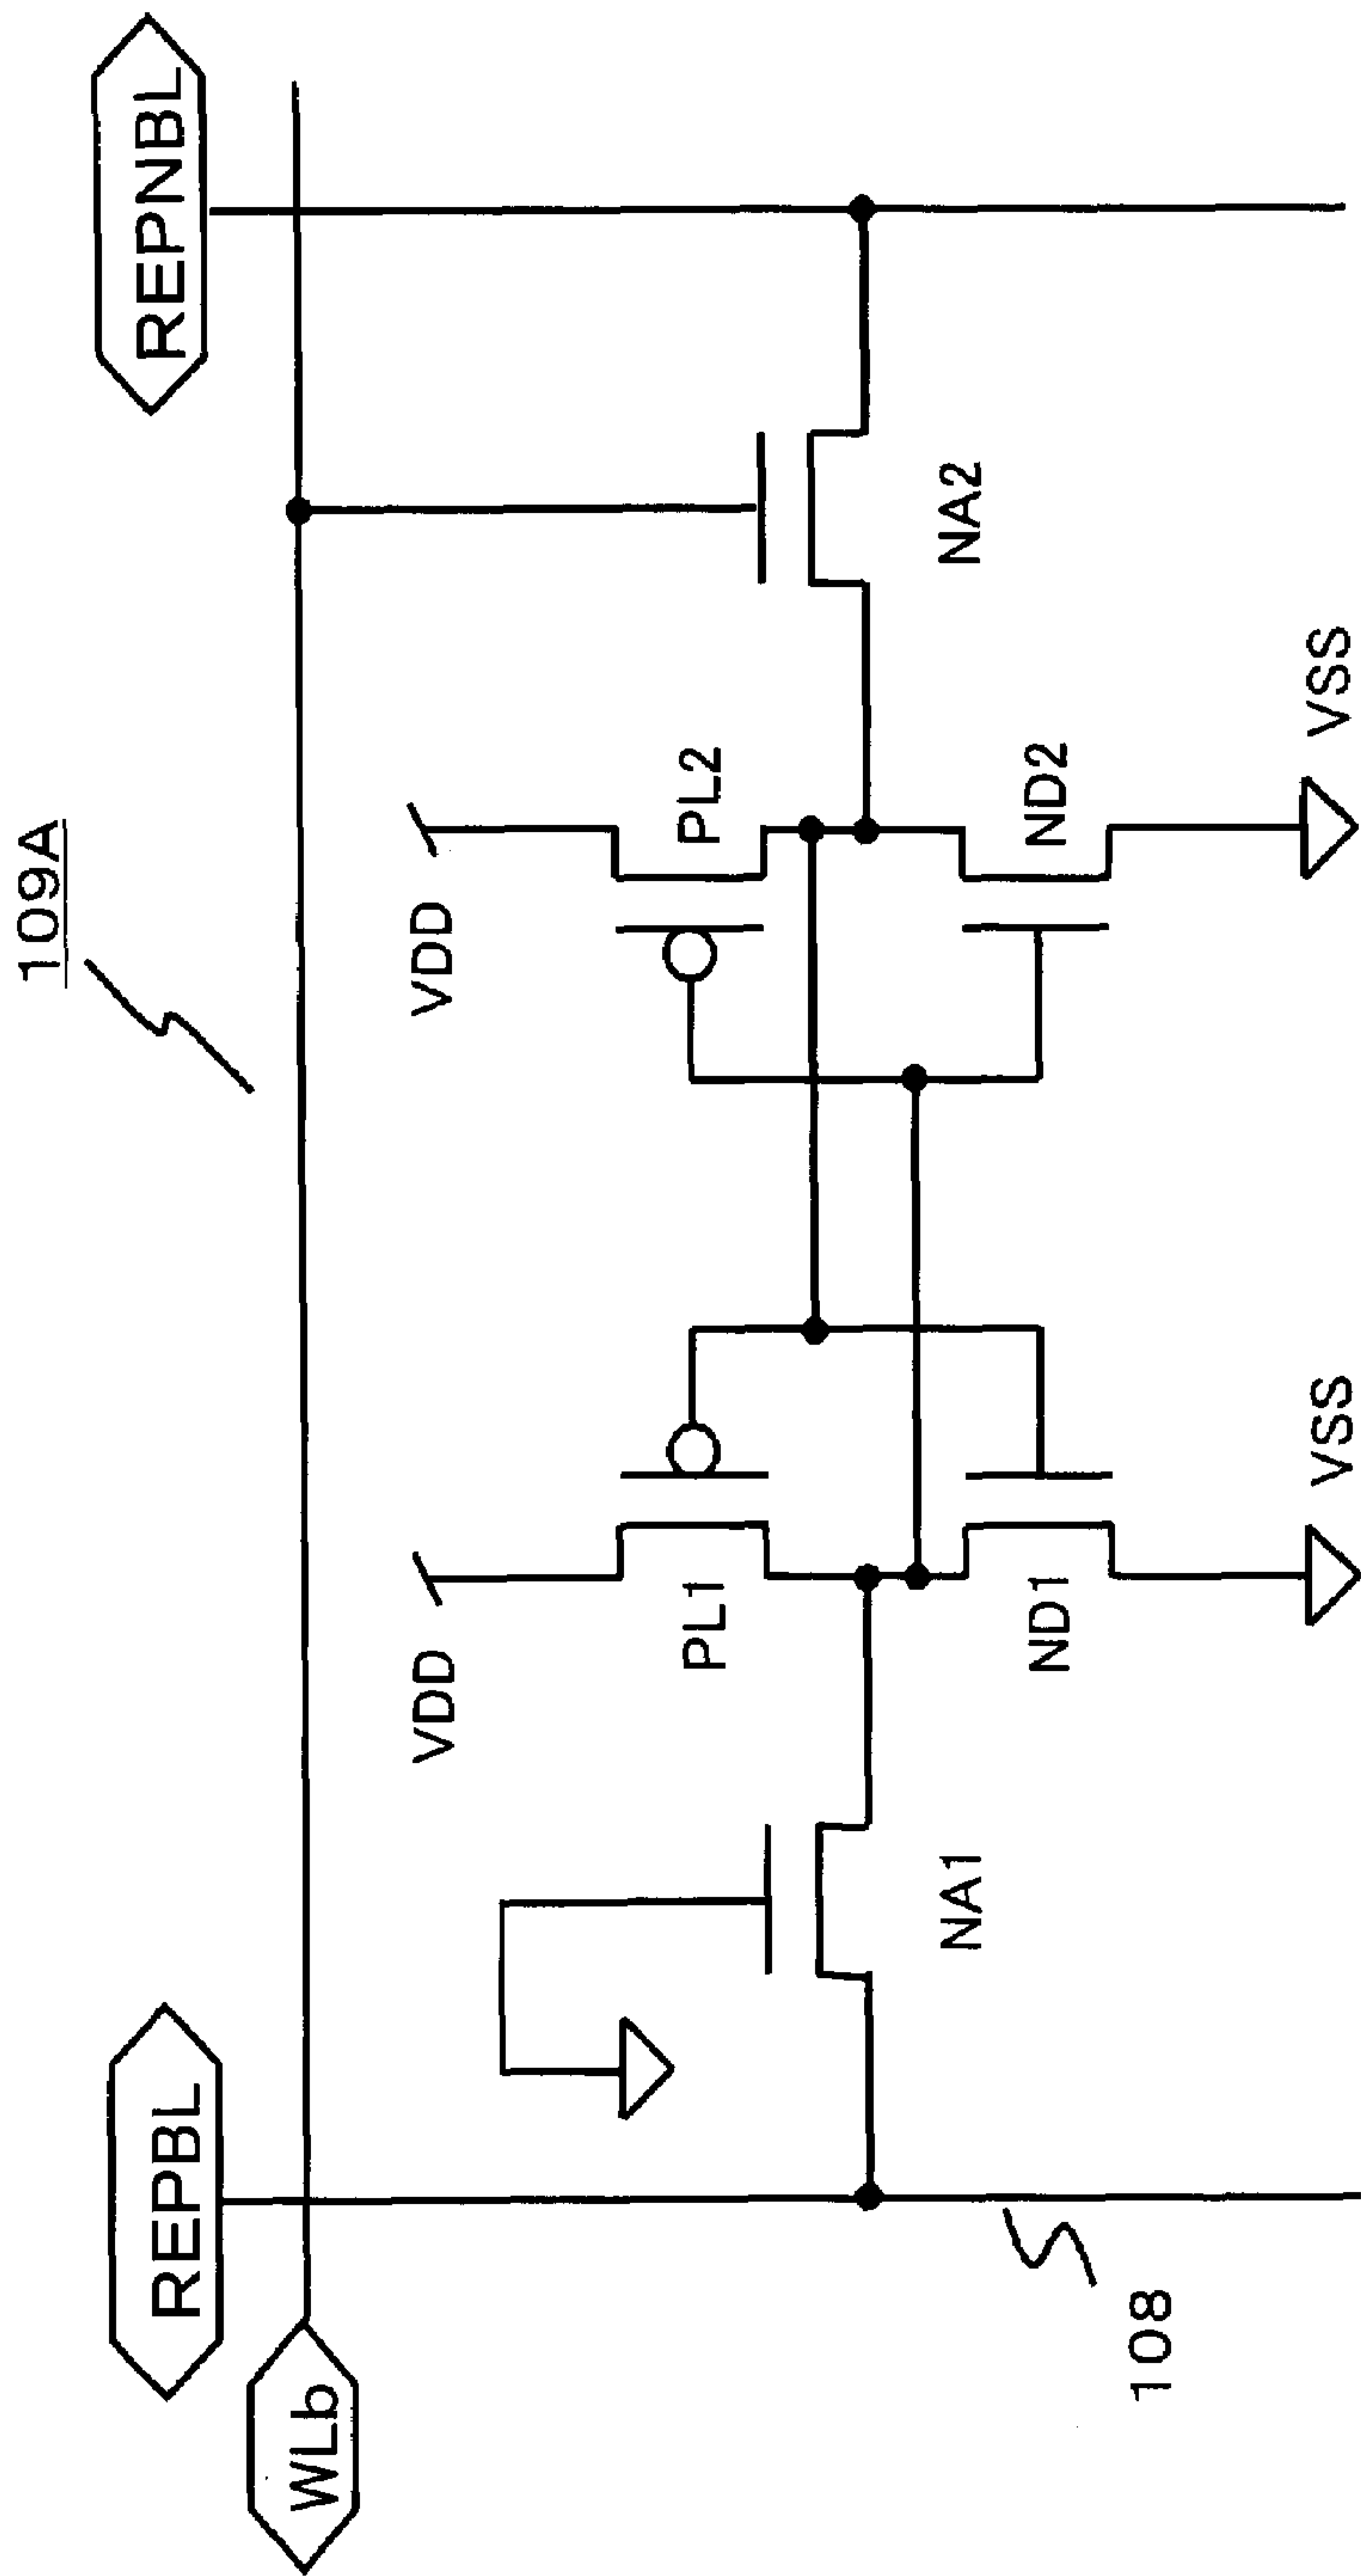 109A
REPBL
REPNBL
WLb
VDD
VDD
PL1
PL2
NA1
NA2
ND1
ND2
108
VSS
VSS